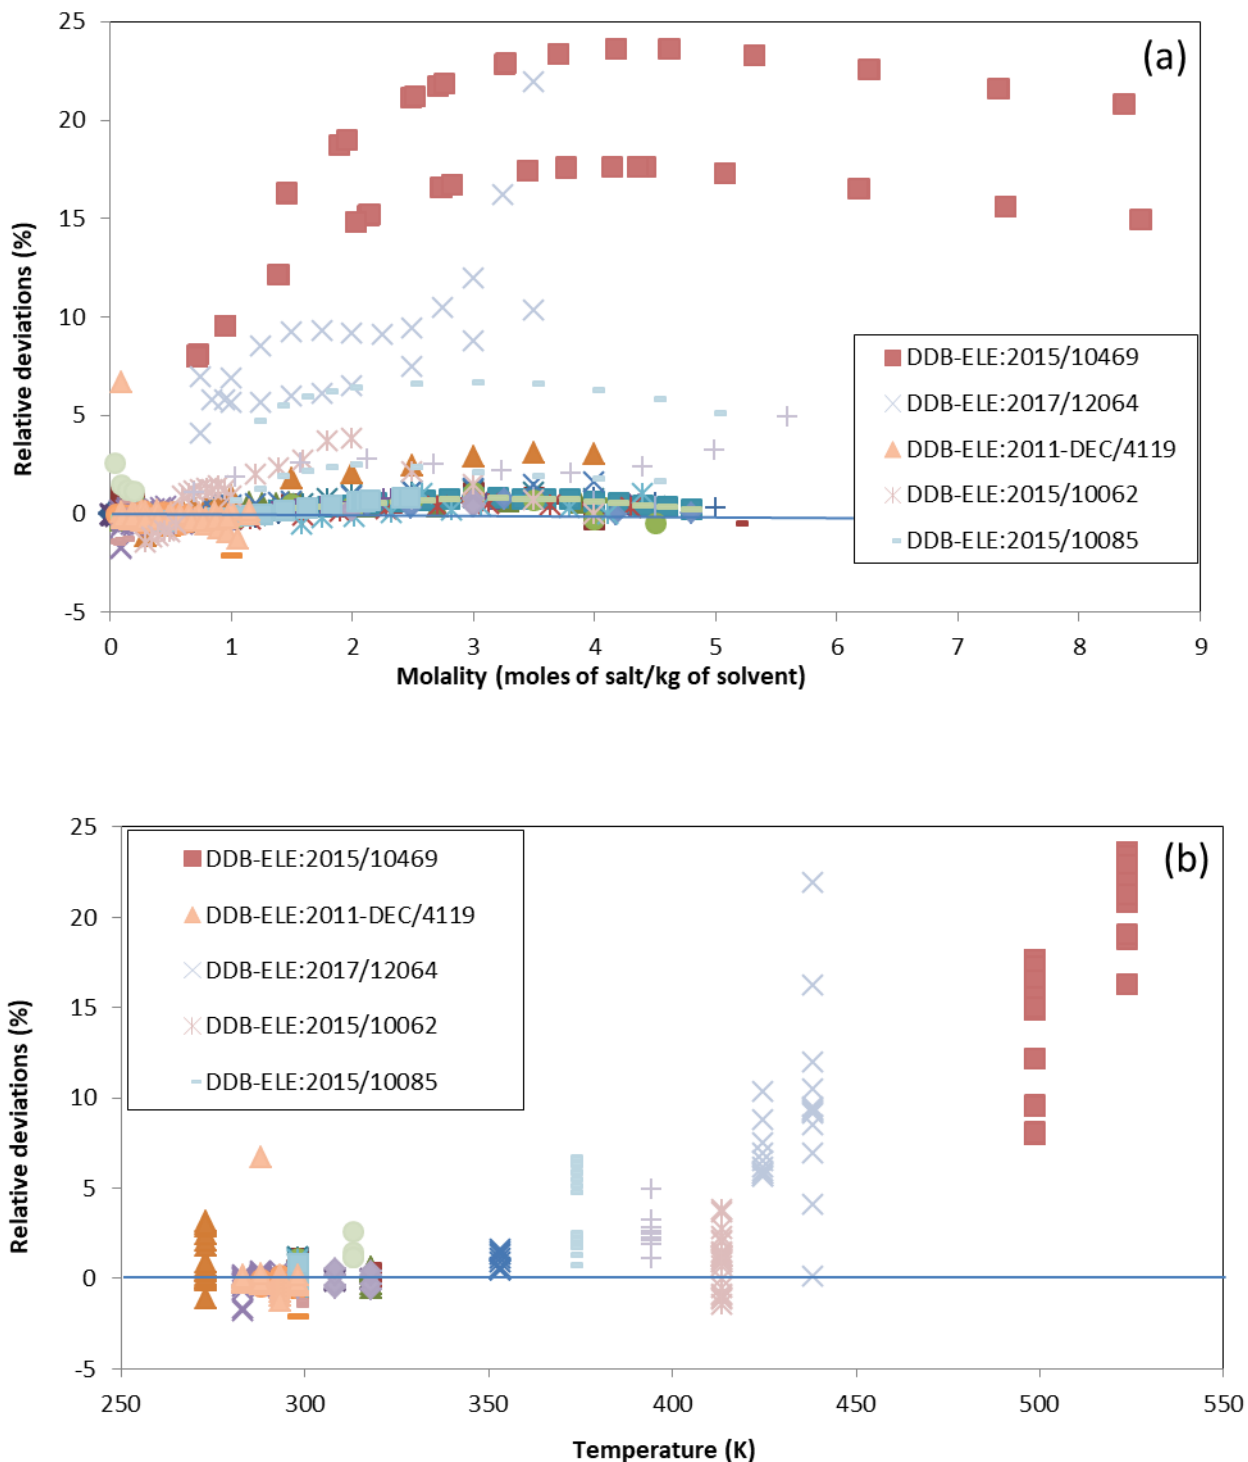 25
(a)
20
15
10
5
0
-5
Relative deviations (%)
DDB-ELE:2015/10469
DDB-ELE:2017/12064
DDB-ELE:2011-DEC/4119
DDB-ELE:2015/10062
DDB-ELE:2015/10085
0 1 2 3 4 5 6 7 8 9
Molality (moles of salt/kg of solvent)
25
(b)
20
15
10
5
0
-5
Relative deviations (%)
DDB-ELE:2015/10469
DDB-ELE:2011-DEC/4119
DDB-ELE:2017/12064
DDB-ELE:2015/10062
DDB-ELE:2015/10085
250 300 350 400 450 500 550
Temperature (K)